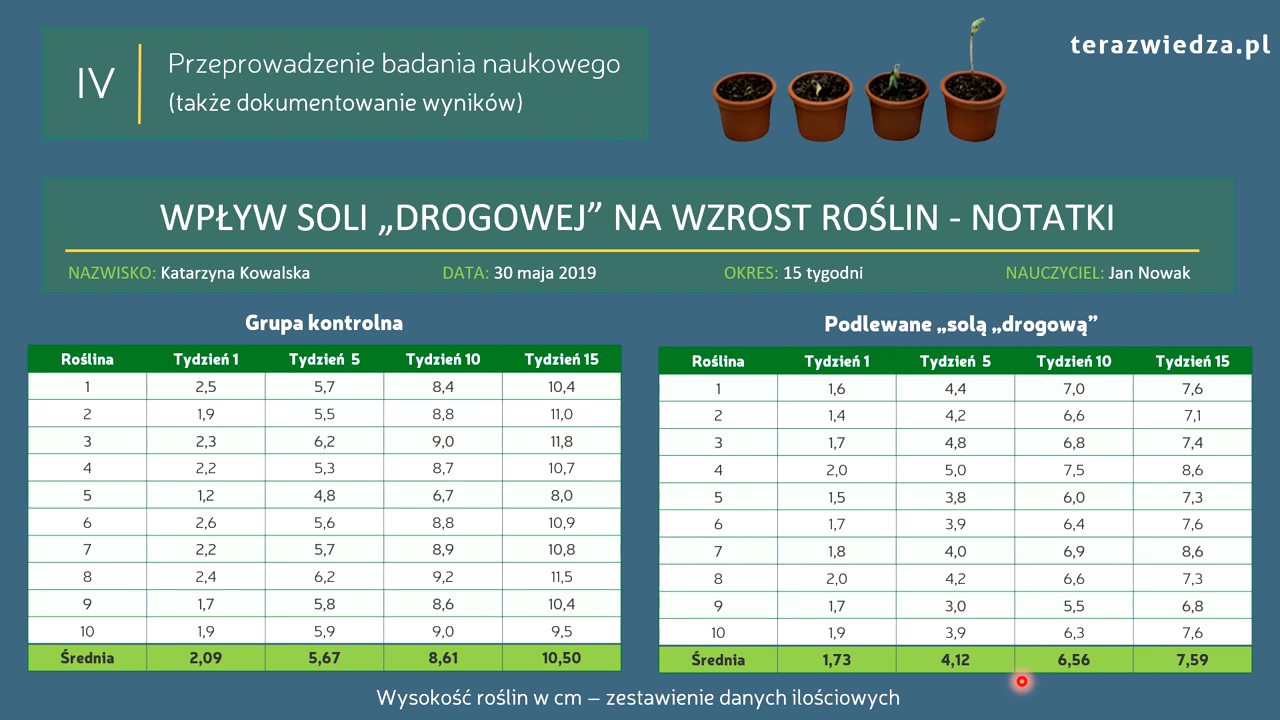 terazwiedza.pl
IV
Przeprowadzenie badania naukowego
(także dokumentowanie wyników)
WPŁYW SOLI „DROGOWEJ” NA WZROST ROŚLIN - NOTATKI
NAZWISKO: Katarzyna Kowalska DATA: 30 maja 2019 OKRES: 15 tygodni NAUCZYCIEL: Jan Nowak
Grupa kontrolna
Roślina Tydzień 1 Tydzień 5 Tydzień 10 Tydzień 15
1 2,5 5,7 8,4 10,4
2 1,9 5,5 8,8 11,0
3 2,3 6,2 9,0 11,8
4 2,2 5,3 8,7 10,7
5 1,2 4,8 6,7 8,0
6 2,6 5,6 8,8 10,9
7 2,2 5,7 8,9 10,8
8 2,4 6,2 9,2 11,5
9 1,7 5,8 8,6 10,4
10 1,9 5,9 9,0 9,5
Średnia 2,09 5,67 8,61 10,50
Podlewane „solą „drogową”
Roślina Tydzień 1 Tydzień 5 Tydzień 10 Tydzień 15
1 1,6 4,4 7,0 7,6
2 1,4 4,2 6,6 7,1
3 1,7 4,8 6,8 7,4
4 2,0 5,0 7,5 8,6
5 1,5 3,8 6,0 7,3
6 1,7 3,9 6,4 7,6
7 1,8 4,0 6,9 8,6
8 2,0 4,2 6,6 7,3
9 1,7 3,0 5,5 6,8
10 1,9 3,9 6,3 7,6
Średnia 1,73 4,12 6,56 7,59
Wysokość roślin w cm – zestawienie danych ilościowych